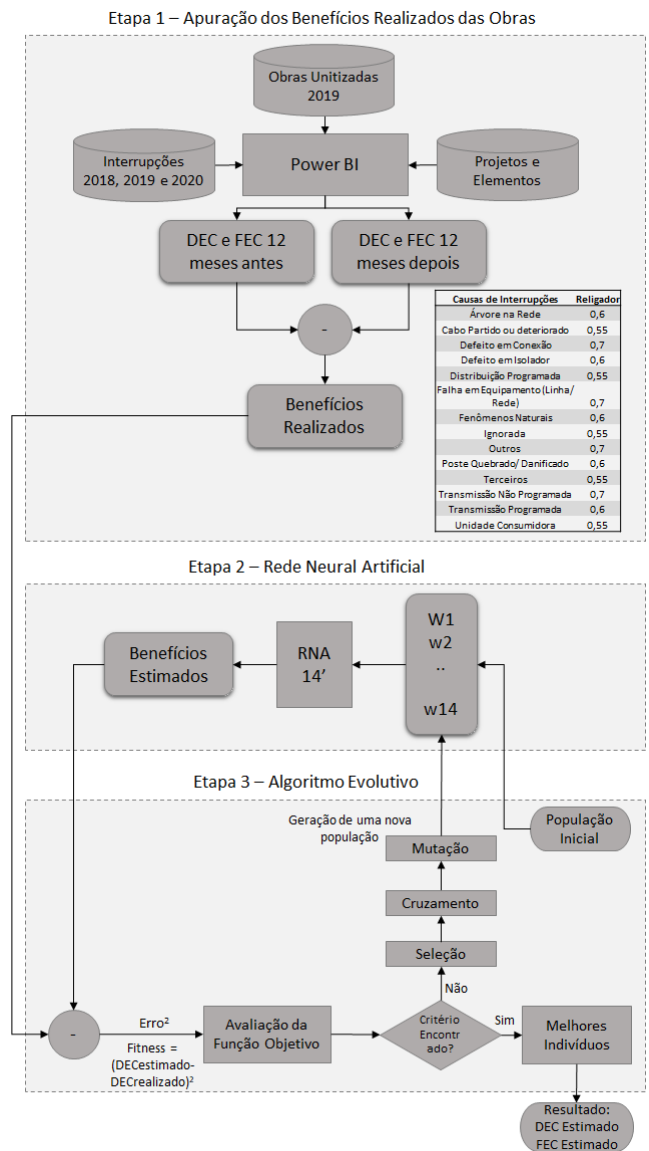 Etapa 1 – Apuração dos Benefícios Realizados das Obras
Obras Unitizadas
2019
Interrupções
2018, 2019 e 2020
Power BI
Projetos e
Elementos
DEC e FEC 12
meses antes
DEC e FEC 12
meses depois
-
Benefícios
Realizados
Causas de Interrupções Religador
Árvore na Rede 0,6
Cabo Partido ou deteriorado 0,55
Defeito em Conexão 0,7
Defeito em Isolador 0,6
Distribuição Programada 0,55
Falha em Equipamento (Linha/
Rede) 0,7
Fenômenos Naturais 0,6
Ignorada 0,55
Outros 0,7
Poste Quebrado/ Danificado 0,6
Terceiros 0,55
Transmissão Não Programada 0,7
Transmissão Programada 0,6
Unidade Consumidora 0,55
Etapa 2 – Rede Neural Artificial
Benefícios
Estimados
RNA
14’
W1
w2
..
w14
Etapa 3 – Algoritmo Evolutivo
Geração de uma nova
população
População
Inicial
Mutação
Cruzamento
Seleção
Não
-
Erro²
Fitness =
(DECestimado-
DECrealizado)²
Avaliação da
Função Objetivo
Critério
Encontr
ado?
Sim
Melhores
Indivíduos
Resultado:
DEC Estimado
FEC Estimado